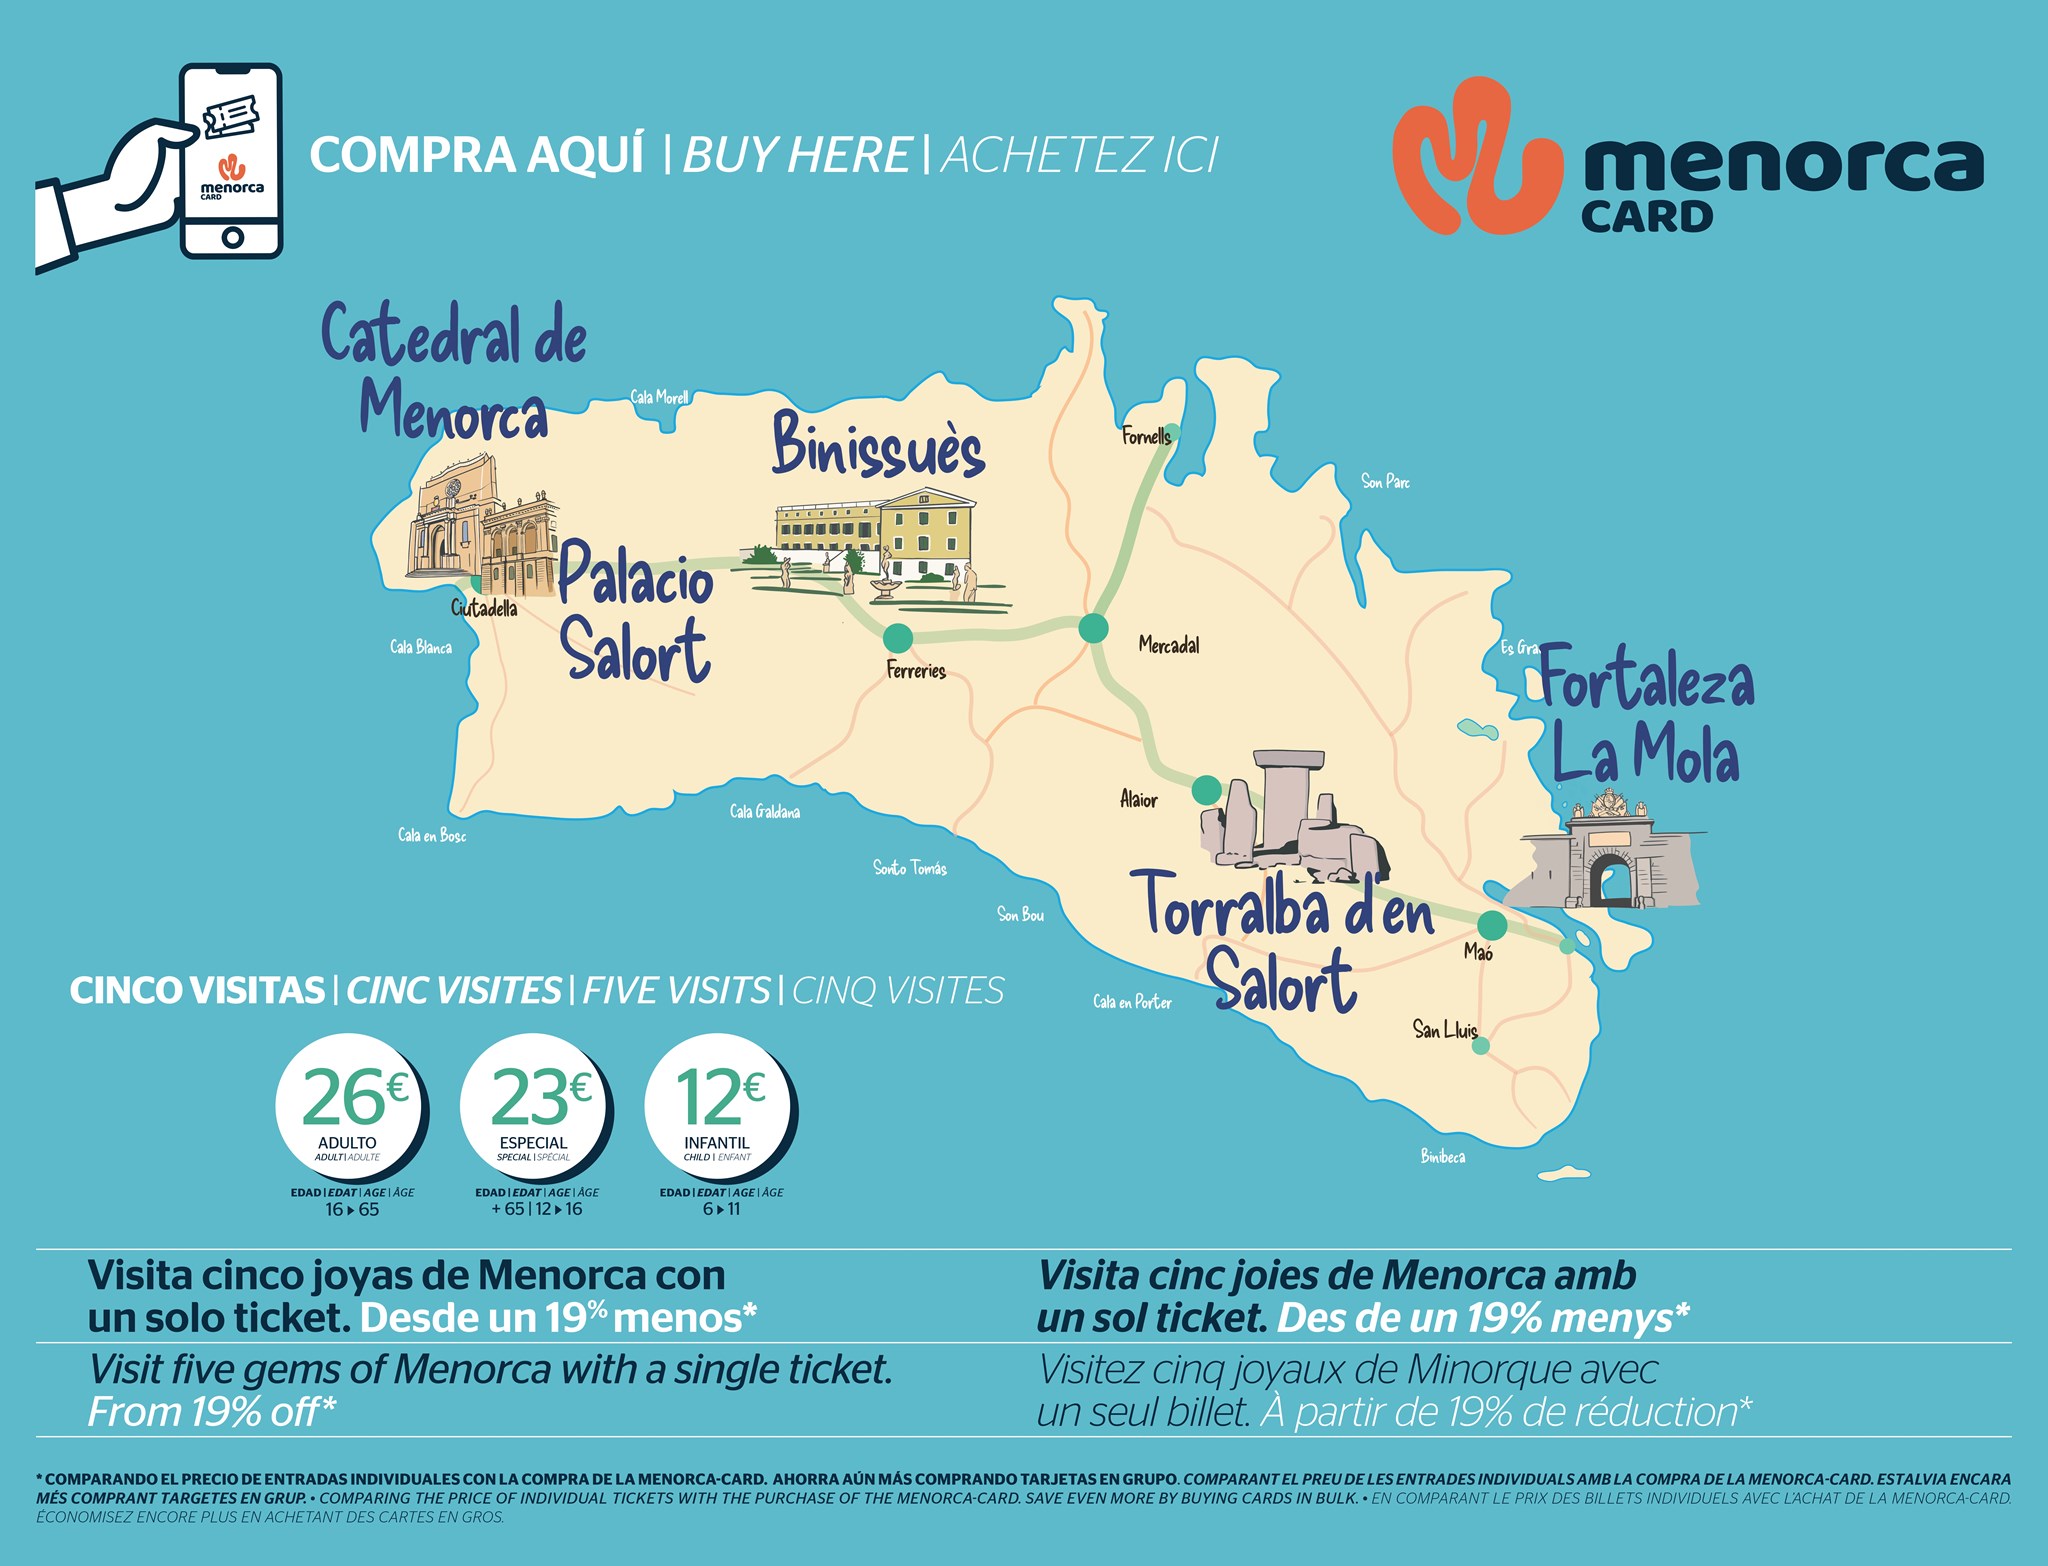 menorca
CARD
COMPRA AQUÍ | BUY HERE | ACHETEZ ICI
menorca
CARD
Catedral de
Menorca
Cala Morell
Binissuès
Fornells
Son Parc
Palacio
Salort
Ciutadella
Cala Blanca
Ferreries
Mercadal
Es Gra
Fortaleza
La Mola
Cala en Bosc
Cala Galdana
Alaior
Sonto Tomás
Son Bou
Torralba d'en
Salort
Maó
Cala en Porter
San Lluis
Binibeca
CINCO VISITAS | CINC VISITES | FIVE VISITS | CINQ VISITES
26€
ADULTO
ADULT | ADULTE
EDAD | EDAT | AGE | ÂGE
16 ▸ 65
23€
ESPECIAL
SPECIAL | SPÉCIAL
EDAD | EDAT | AGE | ÂGE
+ 65 | 12 ▸ 16
12€
INFANTIL
CHILD | ENFANT
EDAD | EDAT | AGE | ÂGE
6 ▸ 11
Visita cinco joyas de Menorca con
un solo ticket. Desde un 19% menos*
Visita cinc joies de Menorca amb
un sol ticket. Des de un 19% menys*
Visit five gems of Menorca with a single ticket.
From 19% off*
Visitez cinq joyaux de Minorque avec
un seul billet. À partir de 19% de réduction*
* COMPARANDO EL PRECIO DE ENTRADAS INDIVIDUALES CON LA COMPRA DE LA MENORCA-CARD. AHORRA AÚN MÁS COMPRANDO TARJETAS EN GRUPO. COMPARANT EL PREU DE LES ENTRADES INDIVIDUALS AMB LA COMPRA DE LA MENORCA-CARD. ESTALVIA ENCARA
MÉS COMPRANT TARGETES EN GRUP. • COMPARING THE PRICE OF INDIVIDUAL TICKETS WITH THE PURCHASE OF THE MENORCA-CARD. SAVE EVEN MORE BY BUYING CARDS IN BULK. • EN COMPARANT LE PRIX DES BILLETS INDIVIDUELS AVEC L'ACHAT DE LA MENORCA-CARD.
ÉCONOMISEZ ENCORE PLUS EN ACHETANT DES CARTES EN GROS.